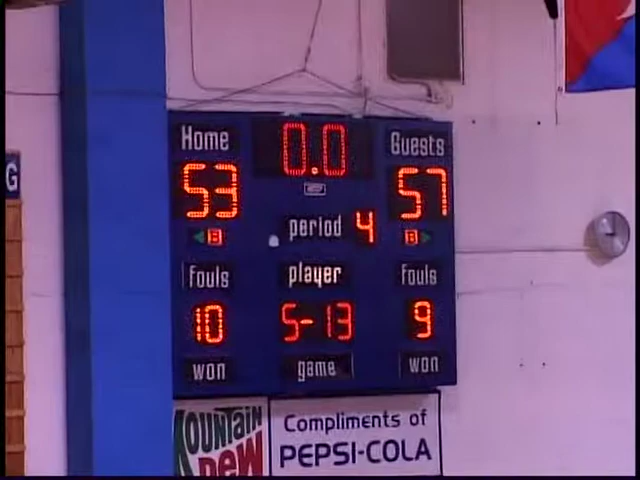 Home 0.0 Guests
53 57
B period 4 B
fouls player fouls
10 5-13 9
won game won
G
MOUNTAIN DEW
Compliments of
PEPSI-COLA